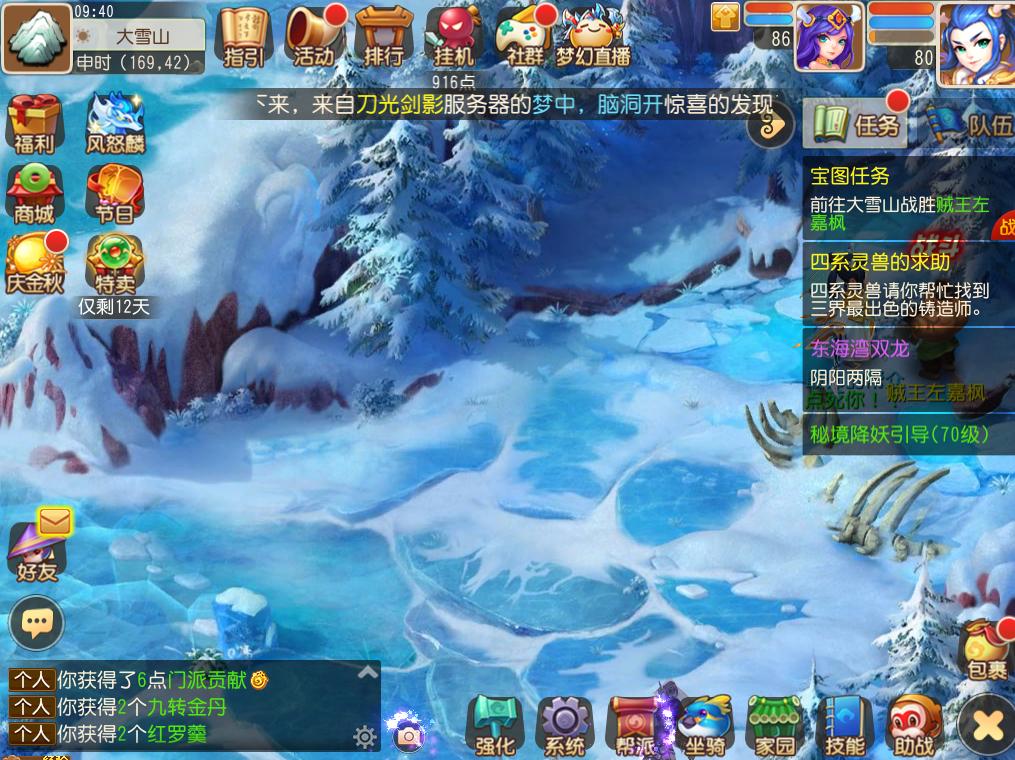 09:40
大雪山
申时（169,42）
指引
活动
排行
挂机
社群
梦幻直播
916点
86
80
来，来自刀光剑影服务器的梦中，脑洞开惊喜的发现
福利
风怒麟
商城
节日
庆金秋
特卖
仅剩12天
任务
队伍
宝图任务
前往大雪山战胜贼王左
嘉枫
战
战斗
四系灵兽的求助
四系灵兽请你帮忙找到
三界最出色的铸造师。
东海湾双龙
阴阳两隔
点死你！
贼王左嘉枫
秘境降妖引导(70级)
好友
包裹
个人 你获得了6点门派贡献
个人 你获得2个九转金丹
个人 你获得2个红罗羹
强化
系统
帮派
坐骑
家园
技能
助战